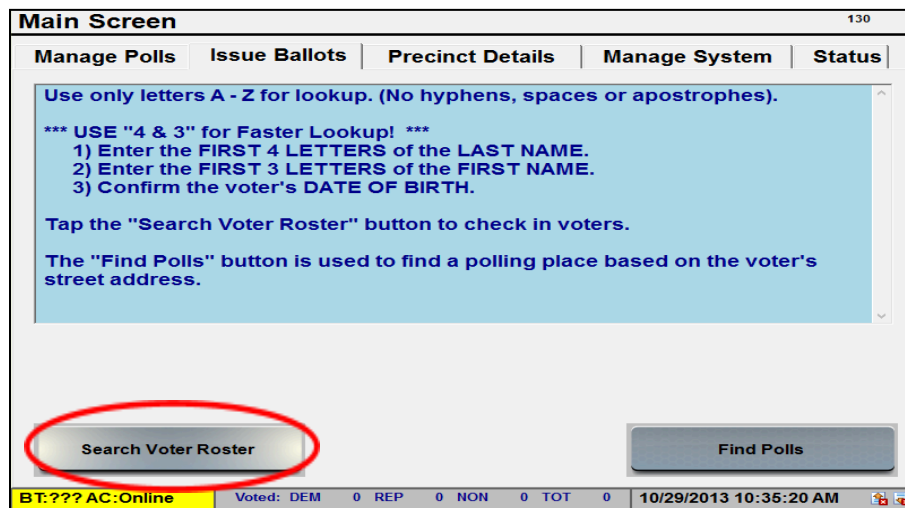 Main Screen 130
Manage Polls Issue Ballots Precinct Details Manage System Status
Use only letters A - Z for lookup. (No hyphens, spaces or apostrophes).
*** USE "4 & 3" for Faster Lookup! ***
1) Enter the FIRST 4 LETTERS of the LAST NAME.
2) Enter the FIRST 3 LETTERS of the FIRST NAME.
3) Confirm the voter's DATE OF BIRTH.
Tap the "Search Voter Roster" button to check in voters.
The "Find Polls" button is used to find a polling place based on the voter's
street address.
Search Voter Roster Find Polls
BT:??? AC:Online Voted: DEM 0 REP 0 NON 0 TOT 0 10/29/2013 10:35:20 AM